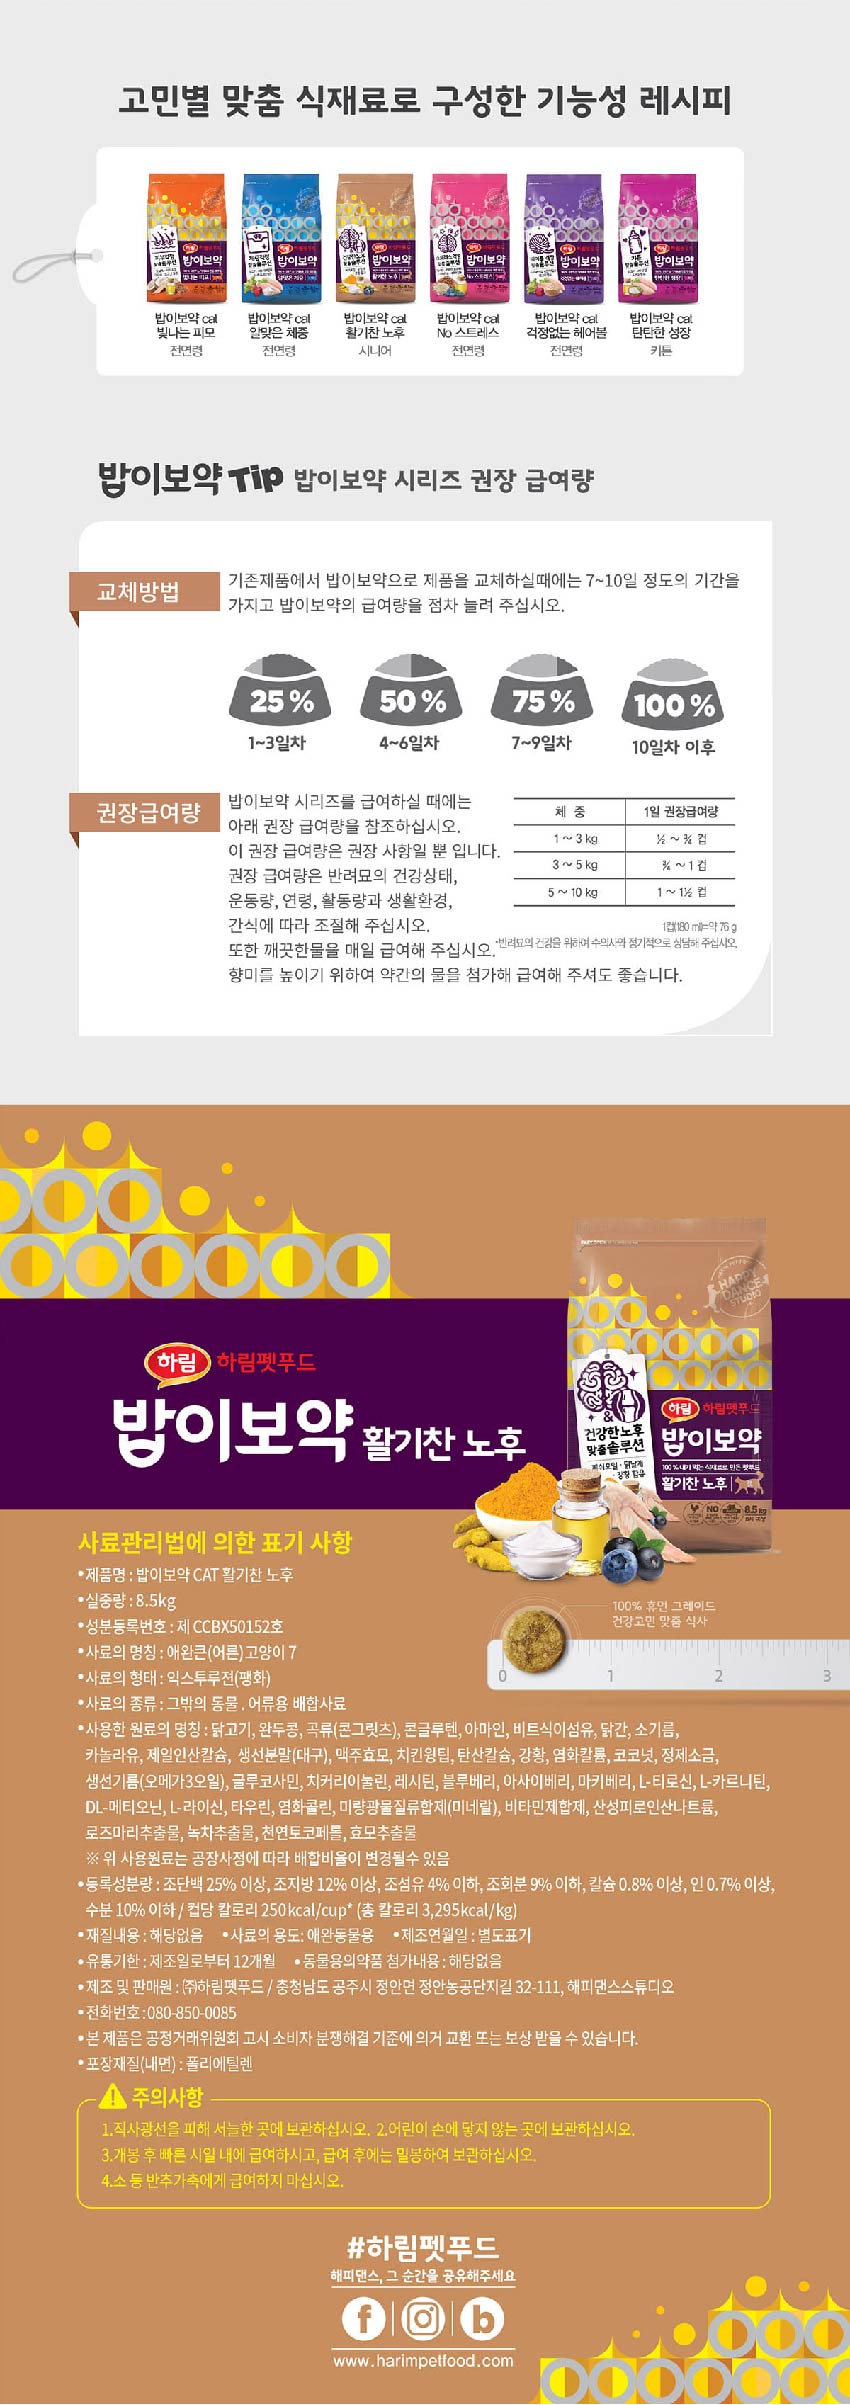 고민별 맞춤 식재료로 구성한 기능성 레시피
밥이보약 cat
빛나는 피모
전연령
밥이보약 cat
알맞은 체중
전연령
밥이보약 cat
활기찬 노후
시니어
밥이보약 cat
No 스트레스
전연령
밥이보약 cat
걱정없는 헤어볼
전연령
밥이보약 cat
탄탄한 성장
키튼
밥이보약 Tip 밥이보약 시리즈 권장 급여량
교체방법
기존제품에서 밥이보약으로 제품을 교체하실때에는 7~10일 정도의 기간을
가지고 밥이보약의 급여량을 점차 늘려 주십시오.
25% 50% 75% 100%
1~3일차 4~6일차 7~9일차 10일차 이후
권장급여량
밥이보약 시리즈를 급여하실 때에는
아래 권장 급여량을 참조하십시오.
이 권장 급여량은 권장 사항일 뿐 입니다.
권장 급여량은 반려묘의 건강상태,
운동량, 연령, 활동량과 생활환경,
간식에 따라 조절해 주십시오.
또한 깨끗한물을 매일 급여해 주십시오.
향미를 높이기 위하여 약간의 물을 첨가해 급여해 주셔도 좋습니다.
체 중 1일 권장급여량
1 ~ 3 kg ½ ~ ¾ 컵
3 ~ 5 kg ¾ ~ 1 컵
5 ~ 10 kg 1 ~ 1½ 컵
1컵(180 ml)=약 76 g
*반려묘의 건강을 위하여 수의사와 정기적으로 상담해 주십시오.
하림 하림펫푸드
밥이보약 활기찬 노후
HAPPY DANCE STUDIO
건강한노후
맞춤솔루션
하림 하림펫푸드
밥이보약
활기찬 노후
8.5 kg
사료관리법에 의한 표기 사항
•제품명 : 밥이보약 CAT 활기찬 노후
•실중량 : 8.5kg
•성분등록번호 : 제 CCBX50152호
•사료의 명칭 : 애완큰(어른)고양이 7
•사료의 형태 : 익스투루전(팽화)
•사료의 종류 : 그밖의 동물 . 어류용 배합사료
100% 휴먼 그레이드
건강고민 맞춤 식사
0 1 2 3
•사용한 원료의 명칭 : 닭고기, 완두콩, 곡류(콘그릿츠), 콘글루텐, 아마인, 비트식이섬유, 닭간, 소기름,
카놀라유, 제일인산칼슘, 생선분말(대구), 맥주효모, 치킨윙팁, 탄산칼슘, 강황, 염화칼륨, 코코넛, 정제소금,
생선기름(오메가3오일), 글루코사민, 치커리이눌린, 레시틴, 블루베리, 아사이베리, 마키베리, L-티로신, L-카르니틴,
DL-메티오닌, L-라이신, 타우린, 염화콜린, 미량광물질류합제(미네랄), 비타민제합제, 산성피로인산나트륨,
로즈마리추출물, 녹차추출물, 천연토코페롤, 효모추출물
※ 위 사용원료는 공장사정에 따라 배합비율이 변경될수 있음
•등록성분량 : 조단백 25% 이상, 조지방 12% 이상, 조섬유 4% 이하, 조회분 9% 이하, 칼슘 0.8% 이상, 인 0.7% 이상,
수분 10% 이하 / 컵당 칼로리 250kcal/cup* (총 칼로리 3,295kcal/kg)
•재질내용 : 해당없음 •사료의 용도: 애완동물용 •제조연월일 : 별도표기
•유통기한 : 제조일로부터 12개월 •동물용의약품 첨가내용 : 해당없음
•제조 및 판매원 : ㈜하림펫푸드 / 충청남도 공주시 정안면 정안농공단지길 32-111, 해피댄스스튜디오
•전화번호 : 080-850-0085
•본 제품은 공정거래위원회 고시 소비자 분쟁해결 기준에 의거 교환 또는 보상 받을 수 있습니다.
•포장재질(내면) : 폴리에틸렌
주의사항
1.직사광선을 피해 서늘한 곳에 보관하십시오. 2.어린이 손에 닿지 않는 곳에 보관하십시오.
3.개봉 후 빠른 시일 내에 급여하시고, 급여 후에는 밀봉하여 보관하십시오.
4.소 등 반추가축에게 급여하지 마십시오.
#하림펫푸드
해피댄스, 그 순간을 공유해주세요
f b
www.harimpetfood.com